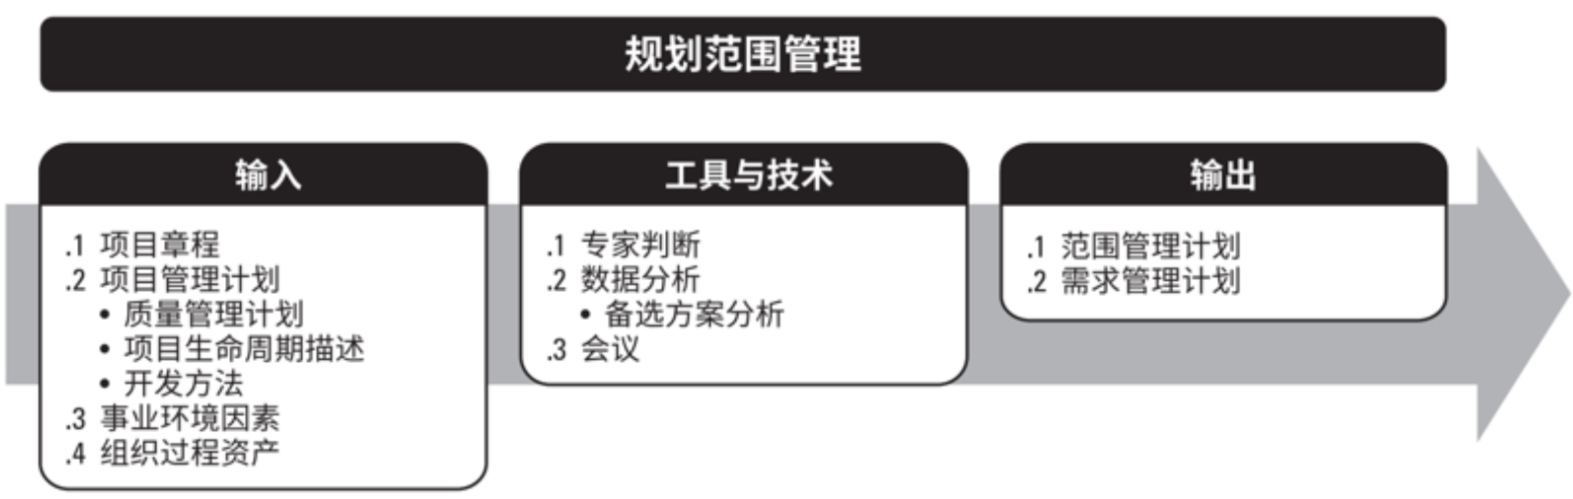 规划范围管理
输入
.1 项目章程
.2 项目管理计划
• 质量管理计划
• 项目生命周期描述
• 开发方法
.3 事业环境因素
.4 组织过程资产
工具与技术
.1 专家判断
.2 数据分析
• 备选方案分析
.3 会议
输出
.1 范围管理计划
.2 需求管理计划